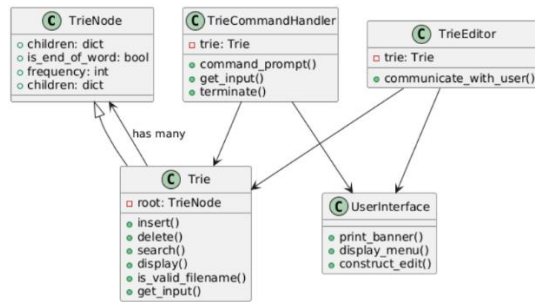 C TrieNode
children: dict
is_end_of_word: bool
frequency: int
children: dict
C TrieCommandHandler
trie: Trie
command_prompt()
get_input()
terminate()
C TrieEditor
trie: Trie
communicate_with_user()
has many
C Trie
root: TrieNode
insert()
delete()
search()
display()
is_valid_filename()
get_input()
C UserInterface
print_banner()
display_menu()
construct_edit()